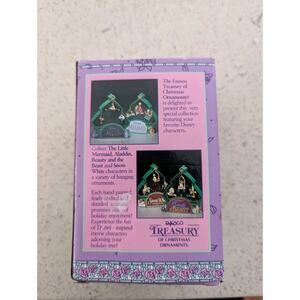 The Enesco
Treasury of
Christmas
Ornaments®
is delighted to
present this very
special collection
featuring your
favorite Disney
characters.
Collect The Little
Mermaid, Aladdin,
Beauty and the
Beast and Snow
White characters in
a variety of hanging
ornaments.
Each hand painted,
finely crafted and
detailed ornament
promises
holiday enjoyment!
Experience the fun
of inspired
movie characters
adorning your
holiday tree!
ENESCO
TREASURY
OF CHRISTMAS
ORNAMENTS